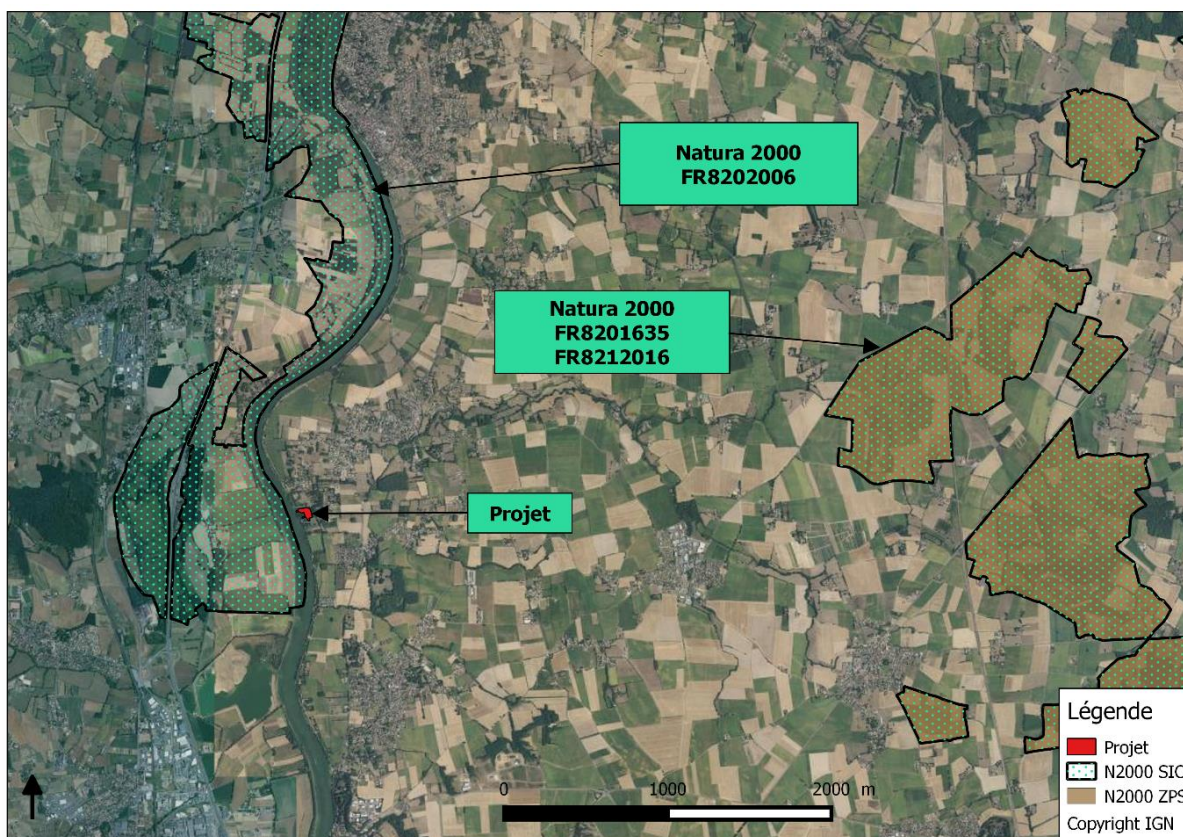 Natura 2000
FR8202006
Natura 2000
FR8201635
FR8212016
Projet
0 1000 2000 m
Légende
Projet
N2000 SIC
N2000 ZPS
Copyright IGN